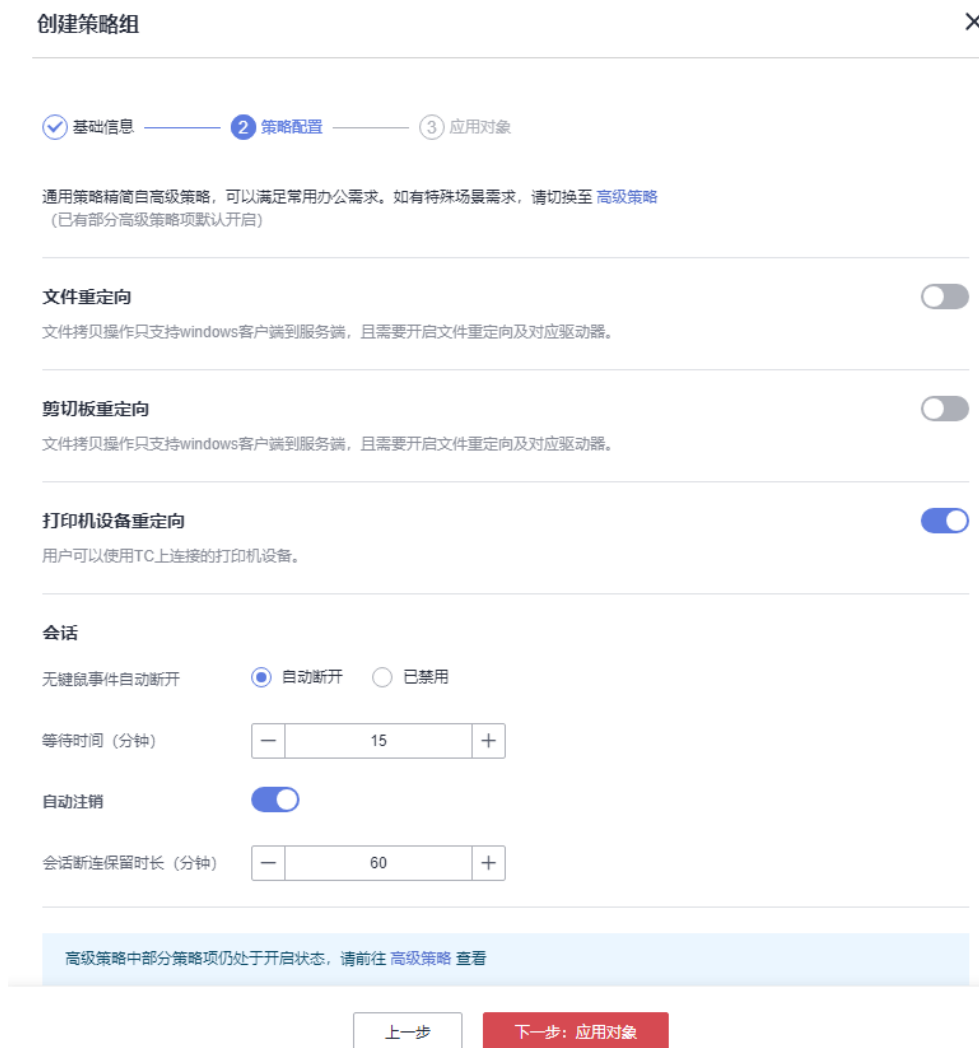 创建策略组
基础信息 2 策略配置 3 应用对象
通用策略精简自高级策略，可以满足常用办公需求。如有特殊场景需求，请切换至 高级策略
（已有部分高级策略项默认开启）
文件重定向
文件拷贝操作只支持windows客户端到服务端，且需要开启文件重定向及对应驱动器。
剪切板重定向
文件拷贝操作只支持windows客户端到服务端，且需要开启文件重定向及对应驱动器。
打印机设备重定向
用户可以使用TC上连接的打印机设备。
会话
无键鼠事件自动断开 自动断开 已禁用
等待时间（分钟） 15
自动注销
会话断连保留时长（分钟） 60
高级策略中部分策略项仍处于开启状态，请前往 高级策略 查看
上一步 下一步：应用对象